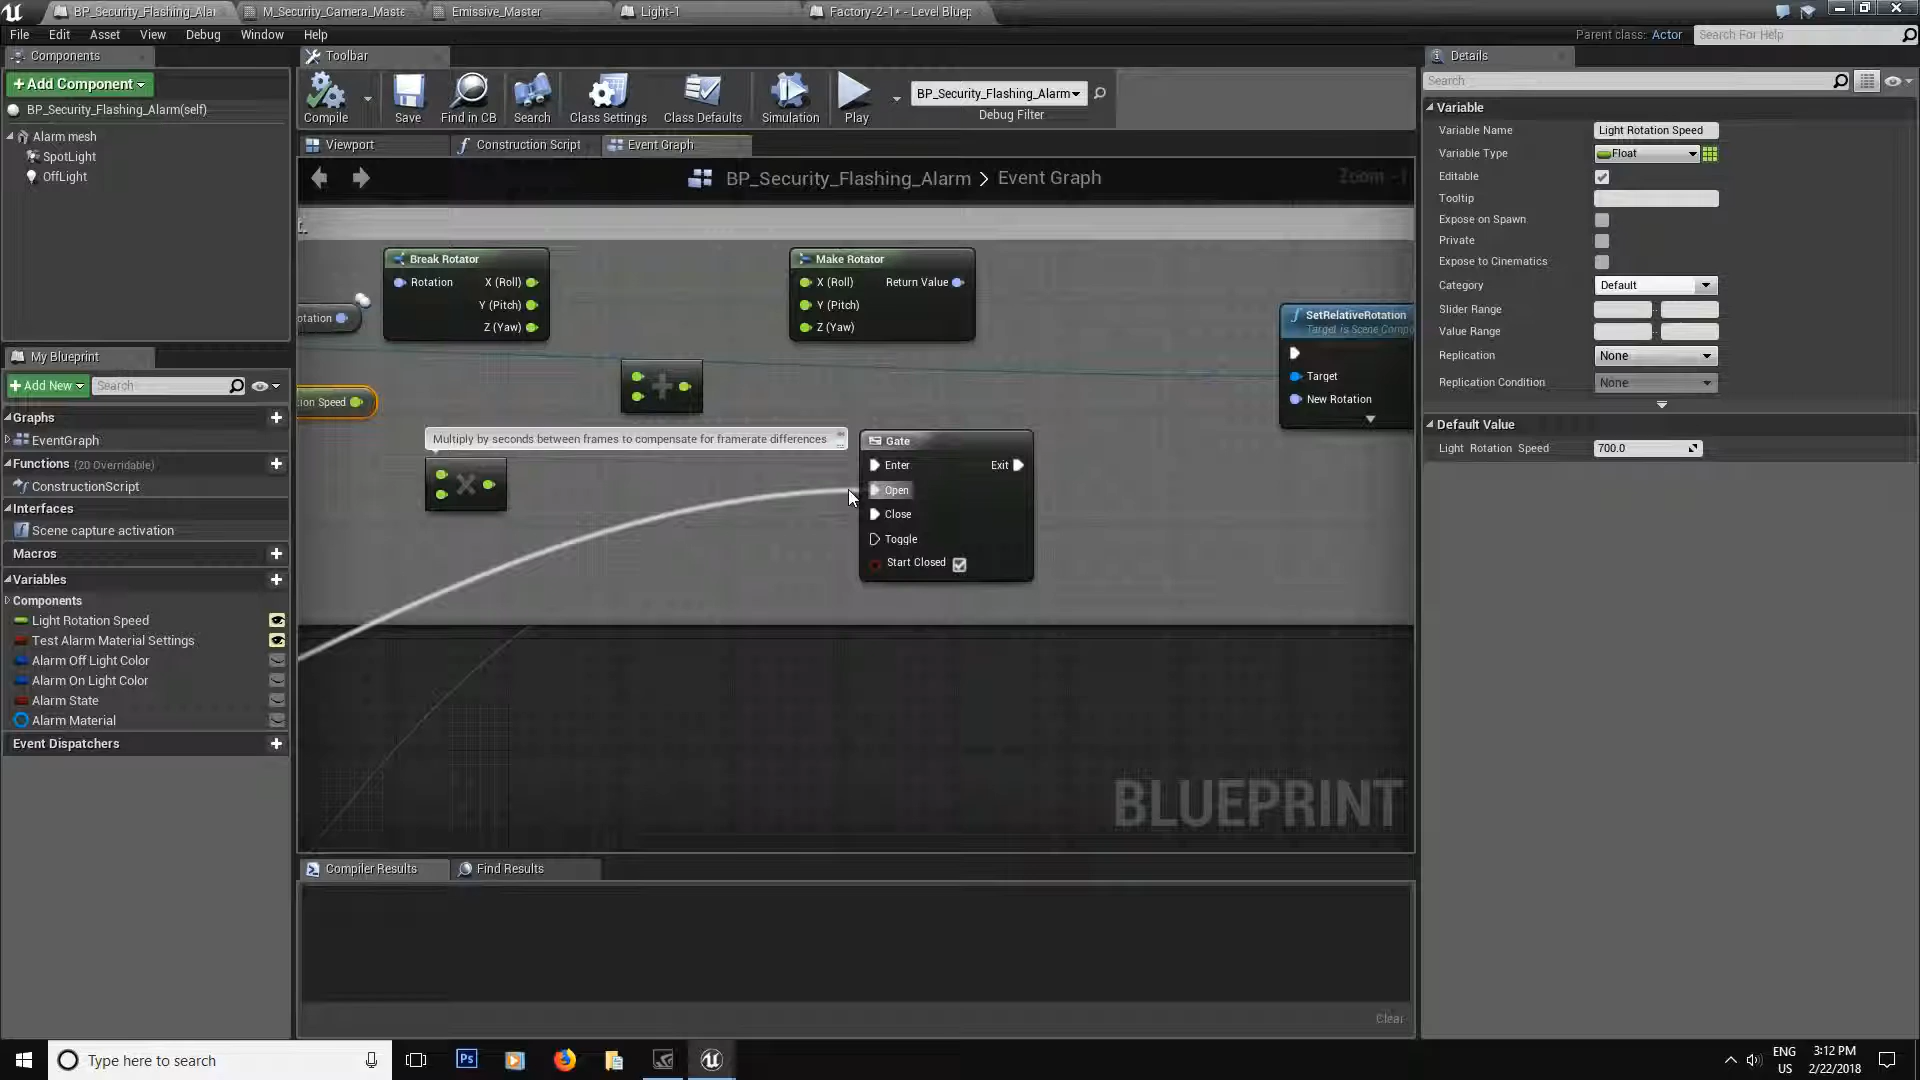 BP_Security_Flashing_Alar
M_Security_Camera_Maste
Emissive_Master
Light-1
Factory-2-1* - Level Bluep
File Edit Asset View Debug Window Help
Parent class: Actor
Search For Help
Components
Toolbar
Details
+Add Component
BP_Security_Flashing_Alarm(self)
Alarm mesh
SpotLight
OffLight
Compile
Save
Find in CB
Search
Class Settings
Class Defaults
Simulation
Play
BP_Security_Flashing_Alarm
Debug Filter
Viewport
Construction Script
Event Graph
BP_Security_Flashing_Alarm > Event Graph
Zoom -1
t.
Break Rotator
Rotation
X (Roll)
Y (Pitch)
Z (Yaw)
Make Rotator
X (Roll)
Return Value
Y (Pitch)
Z (Yaw)
otation
SetRelativeRotation
Target is Scene Compo
Target
New Rotation
ion Speed
Multiply by seconds between frames to compensate for framerate differences
Gate
Enter
Exit
Open
Close
Toggle
Start Closed
BLUEPRINT
My Blueprint
+Add New
Search
Graphs
EventGraph
Functions (20 Overridable)
ConstructionScript
Interfaces
Scene capture activation
Macros
Variables
Components
Light Rotation Speed
Test Alarm Material Settings
Alarm Off Light Color
Alarm On Light Color
Alarm State
Alarm Material
Event Dispatchers
Compiler Results
Find Results
Clear
Search
Variable
Variable Name Light Rotation Speed
Variable Type Float
Editable
Tooltip
Expose on Spawn
Private
Expose to Cinematics
Category Default
Slider Range
Value Range
Replication None
Replication Condition None
Default Value
Light Rotation Speed 700.0
Type here to search
Ps
ENG
US
3:12 PM
2/22/2018